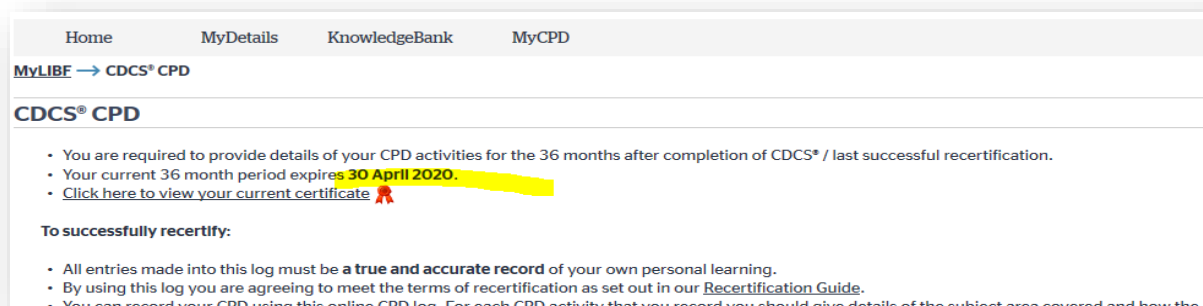 Home MyDetails KnowledgeBank MyCPD
MyLIBF → CDCS® CPD
CDCS® CPD
• You are required to provide details of your CPD activities for the 36 months after completion of CDCS® / last successful recertification.
• Your current 36 month period expires 30 April 2020.
• Click here to view your current certificate
To successfully recertify:
• All entries made into this log must be a true and accurate record of your own personal learning.
• By using this log you are agreeing to meet the terms of recertification as set out in our Recertification Guide.
• You can record your CPD using this online CPD log. For each CPD activity that you record you should give details of the subject area covered and how the